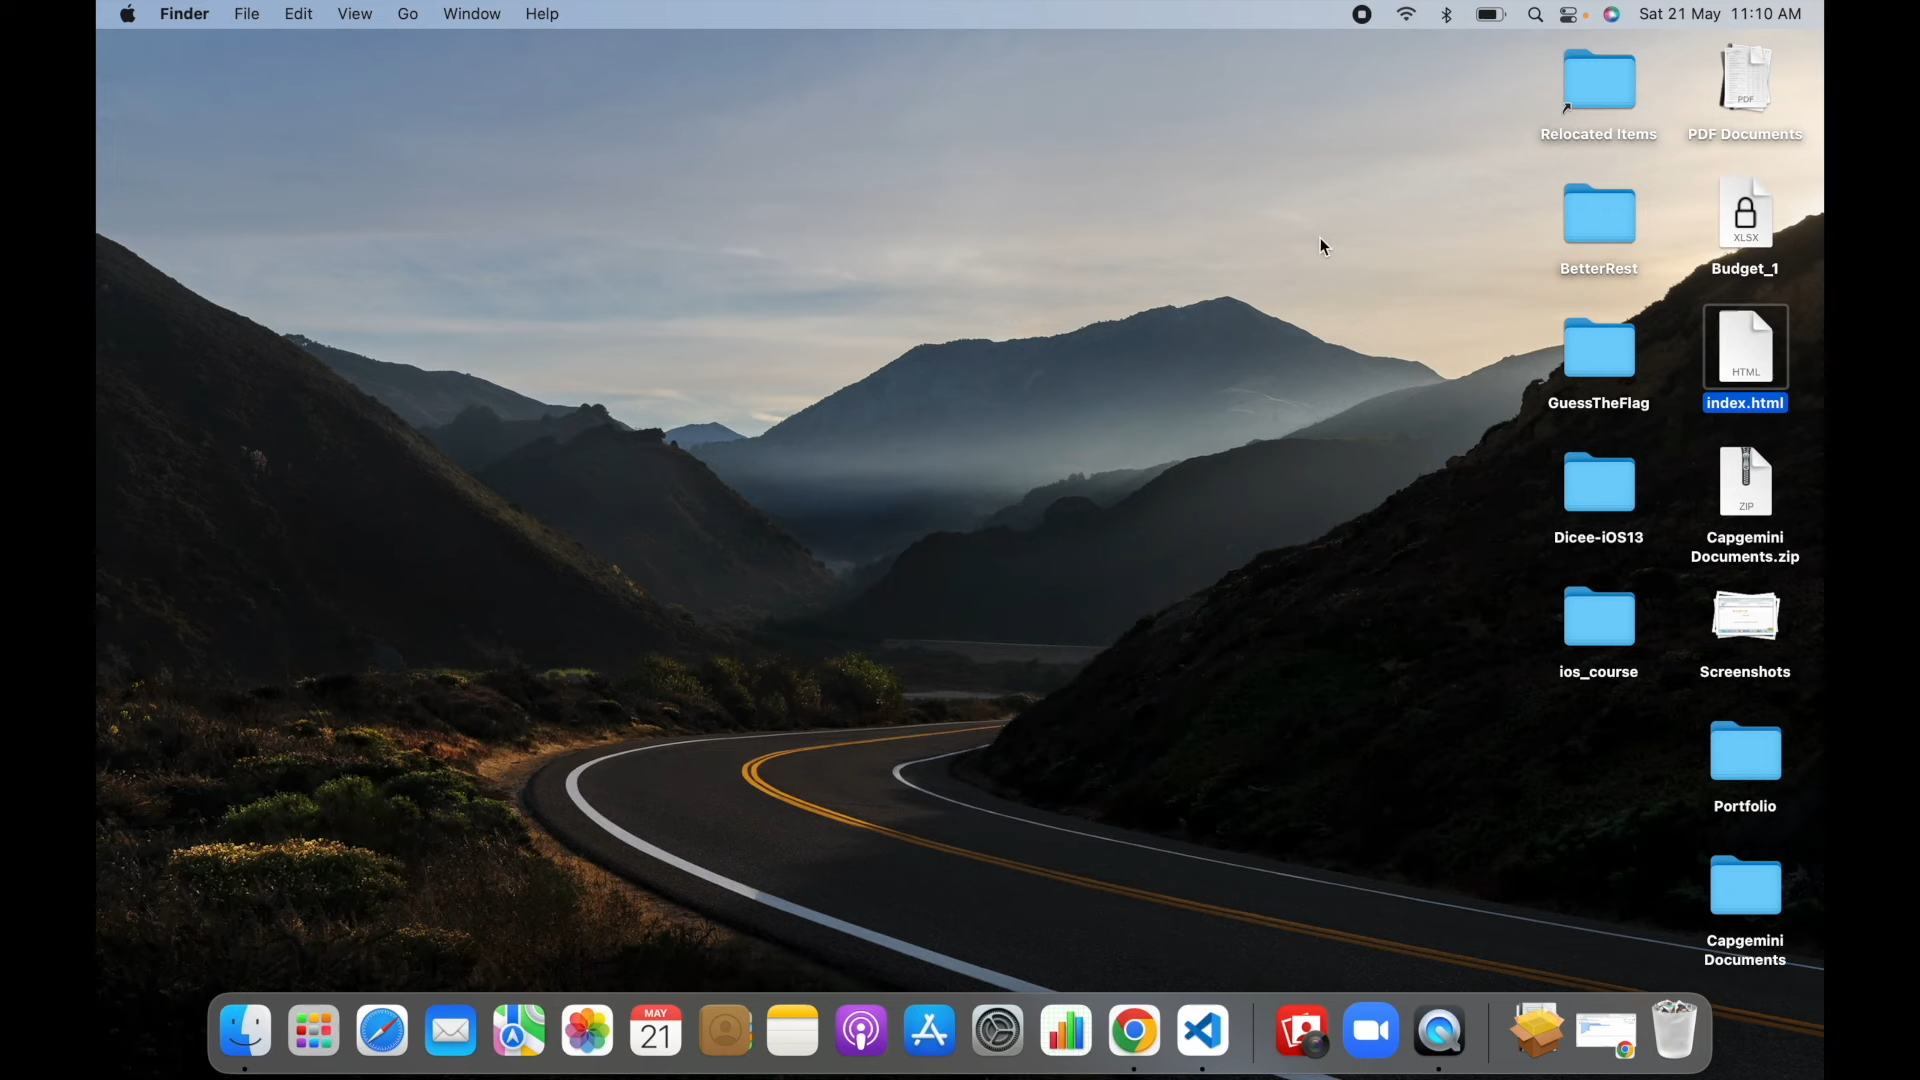 Finder File Edit View Go Window Help Sat 21 May 11:10 AM
PDF
Relocated Items PDF Documents
XLSX
BetterRest Budget_1
HTML
GuessTheFlag index.html
ZIP
Dicee-iOS13 Capgemini
Documents.zip
ios_course Screenshots
Portfolio
Capgemini
Documents
MAY
21